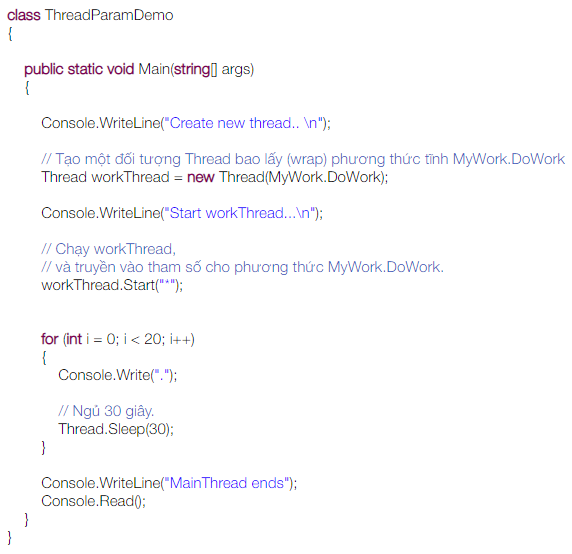 class ThreadParamDemo
{
public static void Main(string[] args)
{
Console.WriteLine("Create new thread.. \n");
// Tạo một đối tượng Thread bao lấy (wrap) phương thức tĩnh MyWork.DoWork
Thread workThread = new Thread(MyWork.DoWork);
Console.WriteLine("Start workThread...\n");
// Chạy workThread,
// và truyền vào tham số cho phương thức MyWork.DoWork.
workThread.Start("*");
for (int i = 0; i < 20; i++)
{
Console.Write(".");
// Ngủ 30 giây.
Thread.Sleep(30);
}
Console.WriteLine("MainThread ends");
Console.Read();
}
}